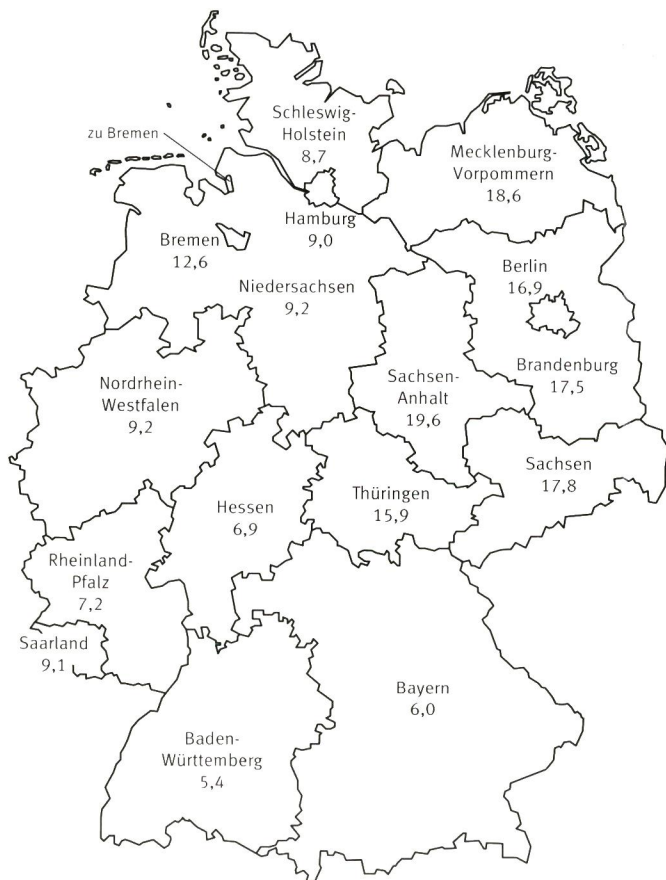 Schleswig-
Holstein
8,7
zu Bremen
Mecklenburg-
Vorpommern
18,6
Hamburg
9,0
Bremen
12,6
Berlin
16,9
Niedersachsen
9,2
Brandenburg
17,5
Nordrhein-
Westfalen
9,2
Sachsen-
Anhalt
19,6
Sachsen
17,8
Hessen
6,9
Thüringen
15,9
Rheinland-
Pfalz
7,2
Saarland
9,1
Bayern
6,0
Baden-
Württemberg
5,4